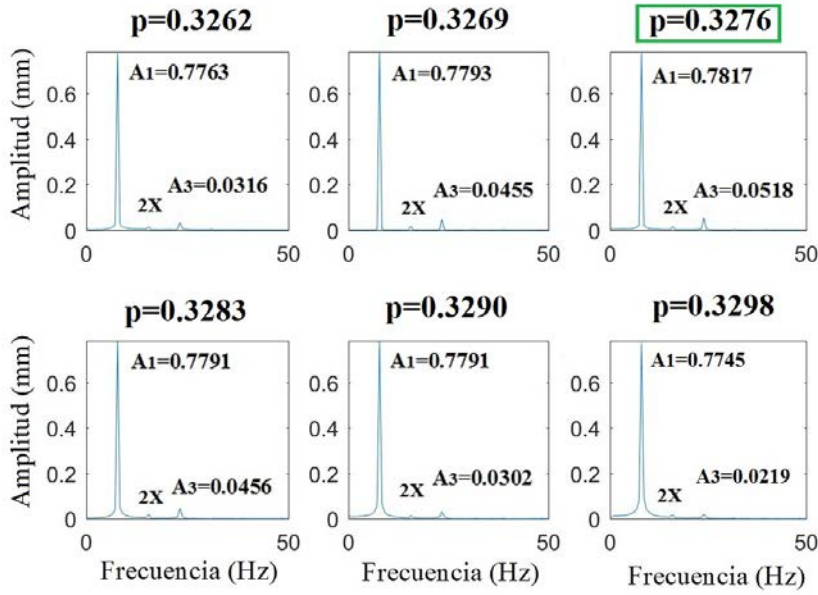 p=0.3262
p=0.3269
p=0.3276
Amplitud (mm)
0.6
0.4
0.2
0
A1=0.7763
A3=0.0316
2X
0
50
0.6
0.4
0.2
0
A1=0.7793
A3=0.0455
2X
0
50
0.6
0.4
0.2
0
A1=0.7817
A3=0.0518
2X
0
50
p=0.3283
p=0.3290
p=0.3298
Amplitud (mm)
0.6
0.4
0.2
0
A1=0.7791
A3=0.0456
2X
0
50
Frecuencia (Hz)
0.6
0.4
0.2
0
A1=0.7791
A3=0.0302
2X
0
50
Frecuencia (Hz)
0.6
0.4
0.2
0
A1=0.7745
A3=0.0219
2X
0
50
Frecuencia (Hz)